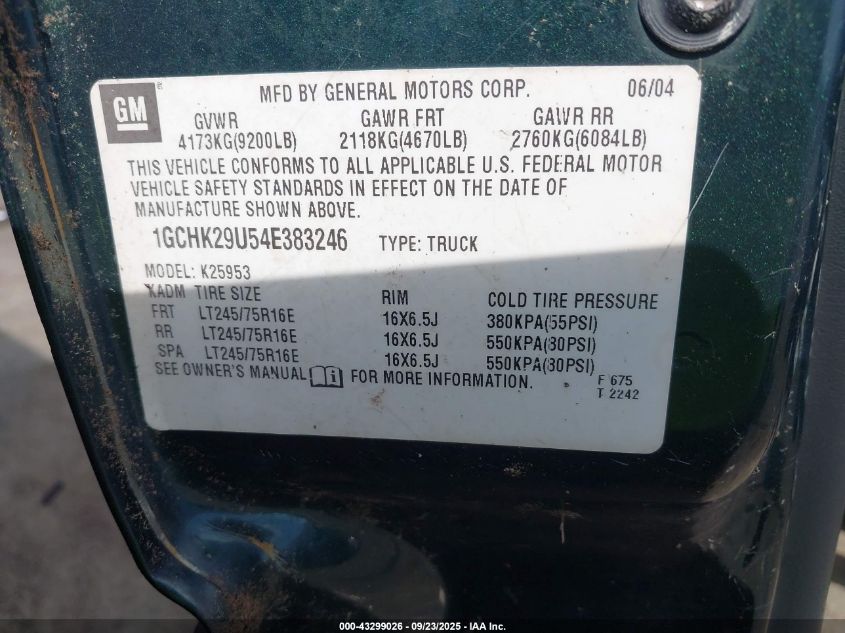 GM
MFD BY GENERAL MOTORS CORP. 06/04
GVWR GAWR FRT GAWR RR
4173KG(9200LB) 2118KG(4670LB) 2760KG(6084LB)
THIS VEHICLE CONFORMS TO ALL APPLICABLE U.S. FEDERAL MOTOR
VEHICLE SAFETY STANDARDS IN EFFECT ON THE DATE OF
MANUFACTURE SHOWN ABOVE.
1GCHK29U54E383246 TYPE: TRUCK
MODEL: K25953
XADM TIRE SIZE RIM COLD TIRE PRESSURE
FRT LT245/75R16E 16X6.5J 380KPA(55PSI)
RR LT245/75R16E 16X6.5J 550KPA(80PSI)
SPA LT245/75R16E 16X6.5J 550KPA(80PSI)
SEE OWNER'S MANUAL FOR MORE INFORMATION.
F 675
T 2242
000-43299026 - 09/23/2025 - IAA Inc.